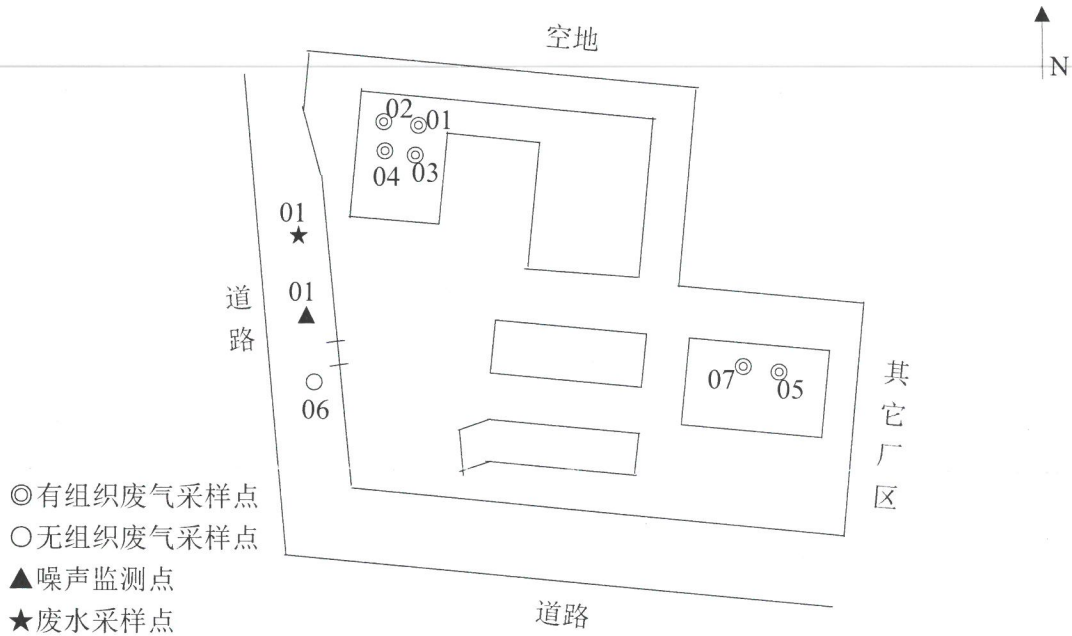 空地
N
02
01
04
03
01
01
道路
06
07
05
其它厂区
◎有组织废气采样点
○无组织废气采样点
▲噪声监测点
★废水采样点
道路